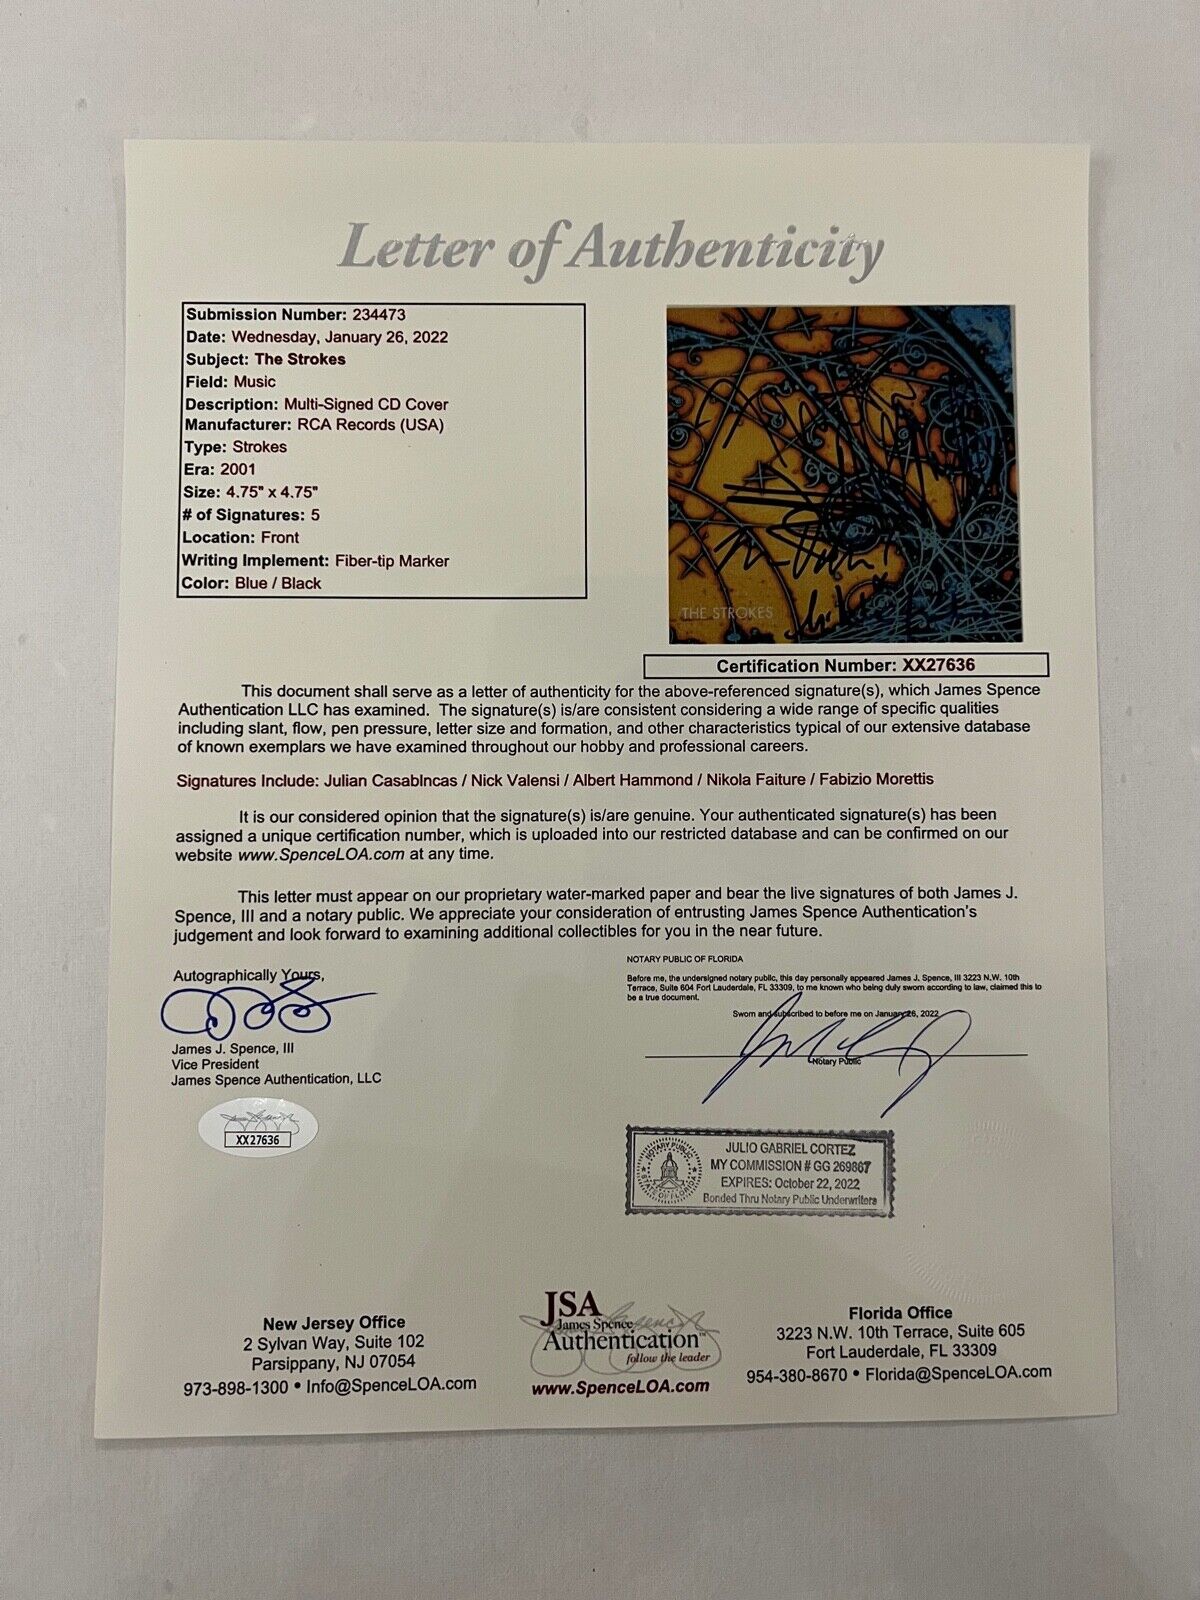 Letter of Authenticity
Submission Number: 234473
Date: Wednesday, January 26, 2022
Subject: The Strokes
Field: Music
Description: Multi-Signed CD Cover
Manufacturer: RCA Records (USA)
Type: Strokes
Era: 2001
Size: 4.75" x 4.75"
# of Signatures: 5
Location: Front
Writing Implement: Fiber-tip Marker
Color: Blue / Black
THE STROKES
Certification Number: XX27636
This document shall serve as a letter of authenticity for the above-referenced signature(s), which James Spence
Authentication LLC has examined. The signature(s) is/are consistent considering a wide range of specific qualities
including slant, flow, pen pressure, letter size and formation, and other characteristics typical of our extensive database
of known exemplars we have examined throughout our hobby and professional careers.
Signatures Include: Julian Casablncas / Nick Valensi / Albert Hammond / Nikola Faiture / Fabizio Morettis
It is our considered opinion that the signature(s) is/are genuine. Your authenticated signature(s) has been
assigned a unique certification number, which is uploaded into our restricted database and can be confirmed on our
website www.SpenceLOA.com at any time.
This letter must appear on our proprietary water-marked paper and bear the live signatures of both James J.
Spence, III and a notary public. We appreciate your consideration of entrusting James Spence Authentication's
judgement and look forward to examining additional collectibles for you in the near future.
Autographically Yours,
James J. Spence, III
Vice President
James Spence Authentication, LLC
XX27636
NOTARY PUBLIC OF FLORIDA
Before me, the undersigned notary public, this day personally appeared James J. Spence, III 3223 N.W. 10th
Terrace, Suite 604 Fort Lauderdale, FL 33309, to me known who being duly sworn according to law, claimed this to
be a true document.
Sworn and subscribed to before me on January 26, 2022
Notary Public
NOTARY PUBLIC
STATE OF FLORIDA
JULIO GABRIEL CORTEZ
MY COMMISSION # GG 269867
EXPIRES: October 22, 2022
Bonded Thru Notary Public Underwriters
New Jersey Office
2 Sylvan Way, Suite 102
Parsippany, NJ 07054
973-898-1300 • Info@SpenceLOA.com
JSA
James Spence
Authentication™
follow the leader
www.SpenceLOA.com
Florida Office
3223 N.W. 10th Terrace, Suite 605
Fort Lauderdale, FL 33309
954-380-8670 • Florida@SpenceLOA.com